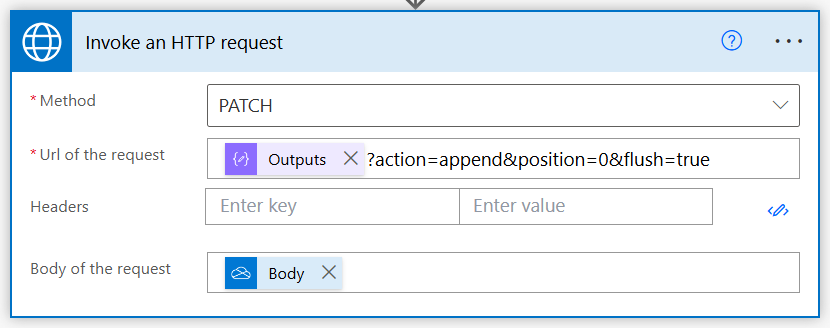 Invoke an HTTP request
* Method
PATCH
* Url of the request
Outputs ?action=append&position=0&flush=true
Headers
Enter key
Enter value
Body of the request
Body